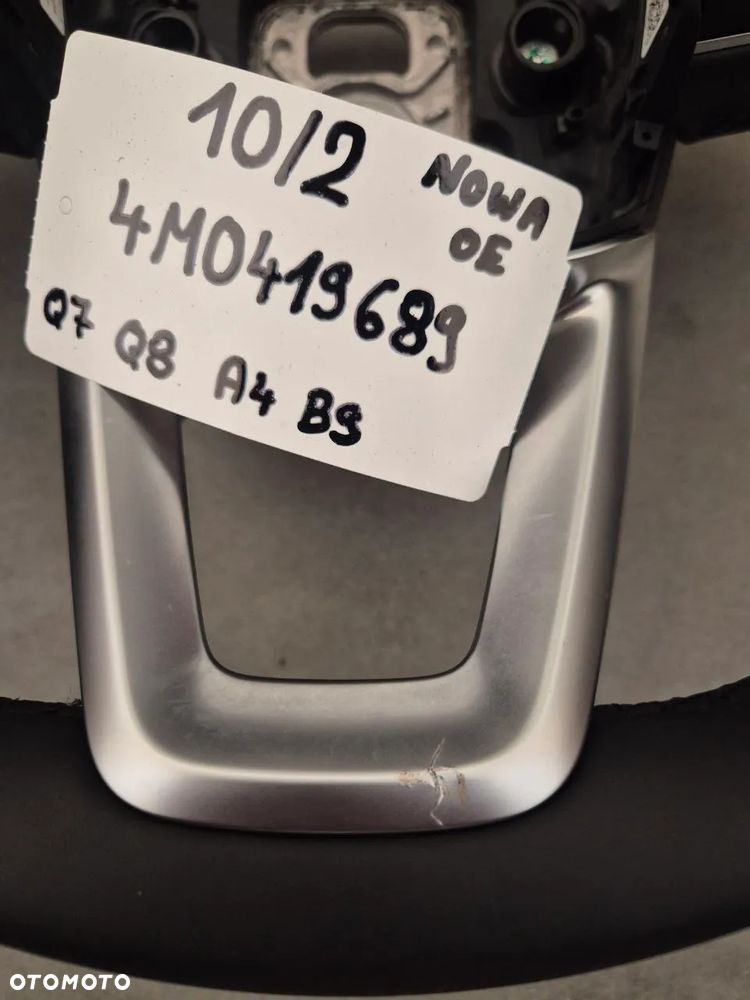 10/2
NOWA
OE
4M0419689
Q7 Q8 A4 B9
OTOMOTO